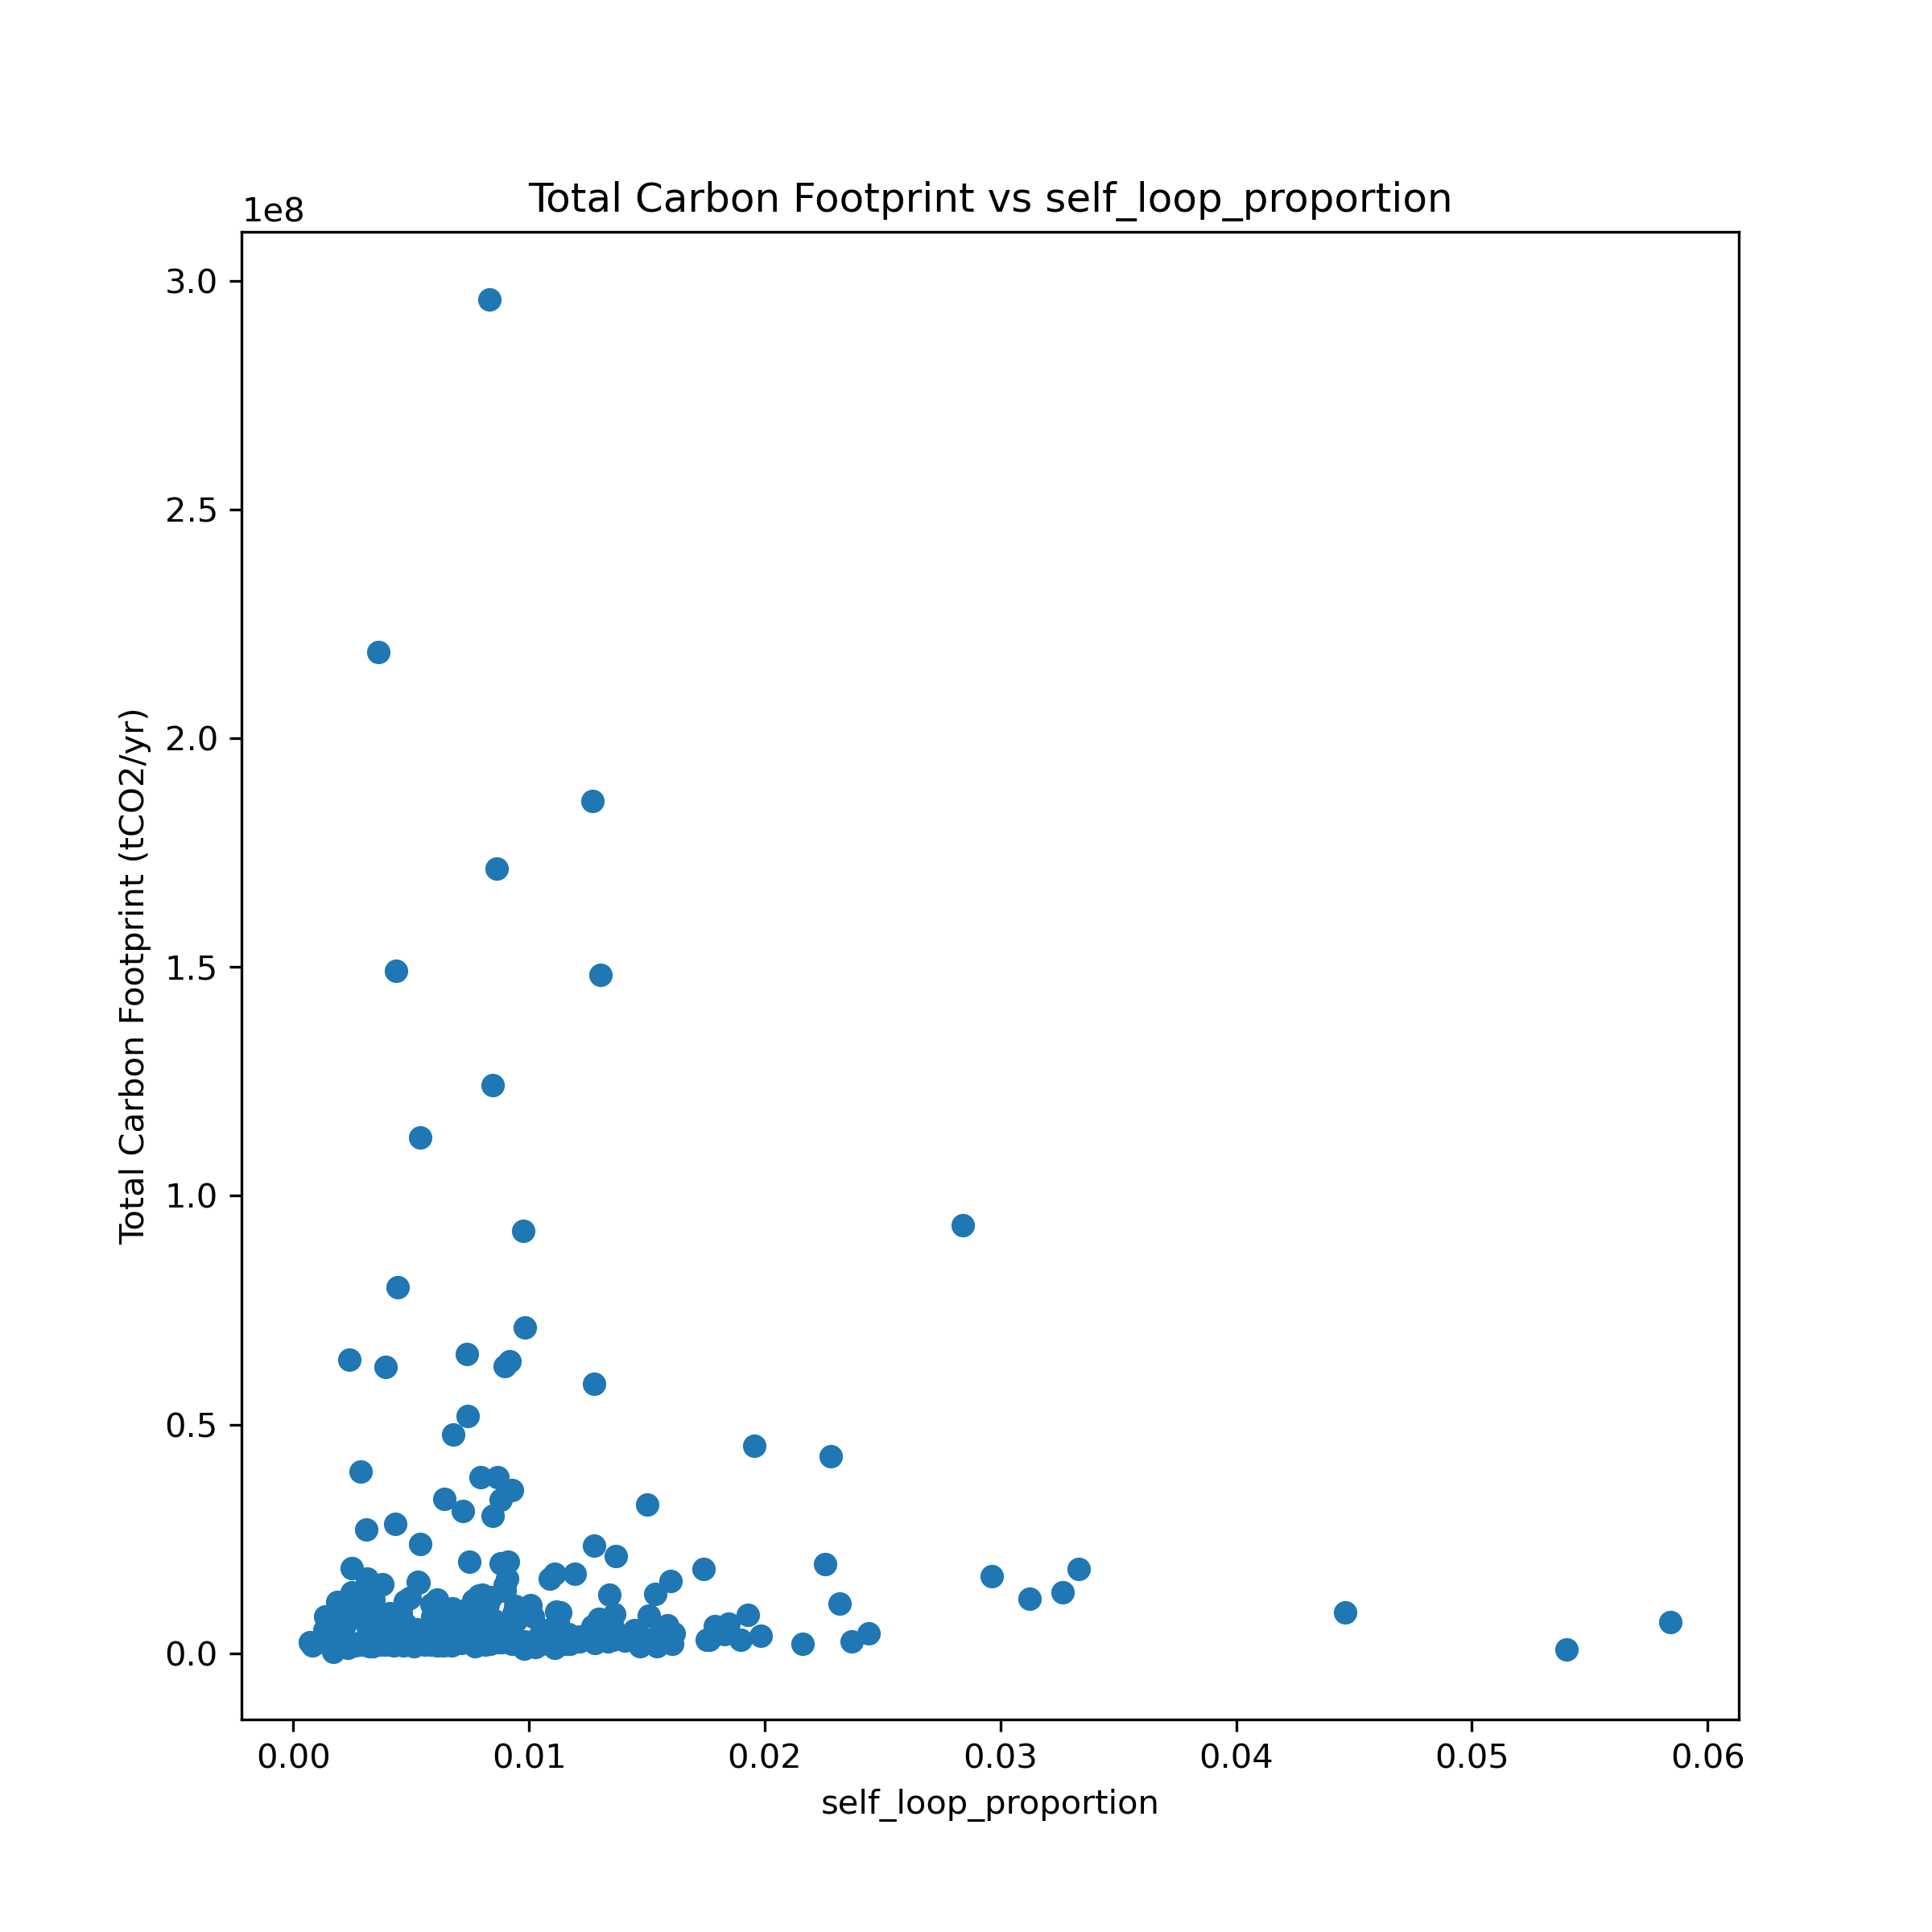 Total Carbon Footprint vs self_loop_proportion
1e8
3.0
2.5
2.0
1.5
1.0
0.5
0.0
Total Carbon Footprint (tCO2/yr)
0.00 0.01 0.02 0.03 0.04 0.05 0.06
self_loop_proportion